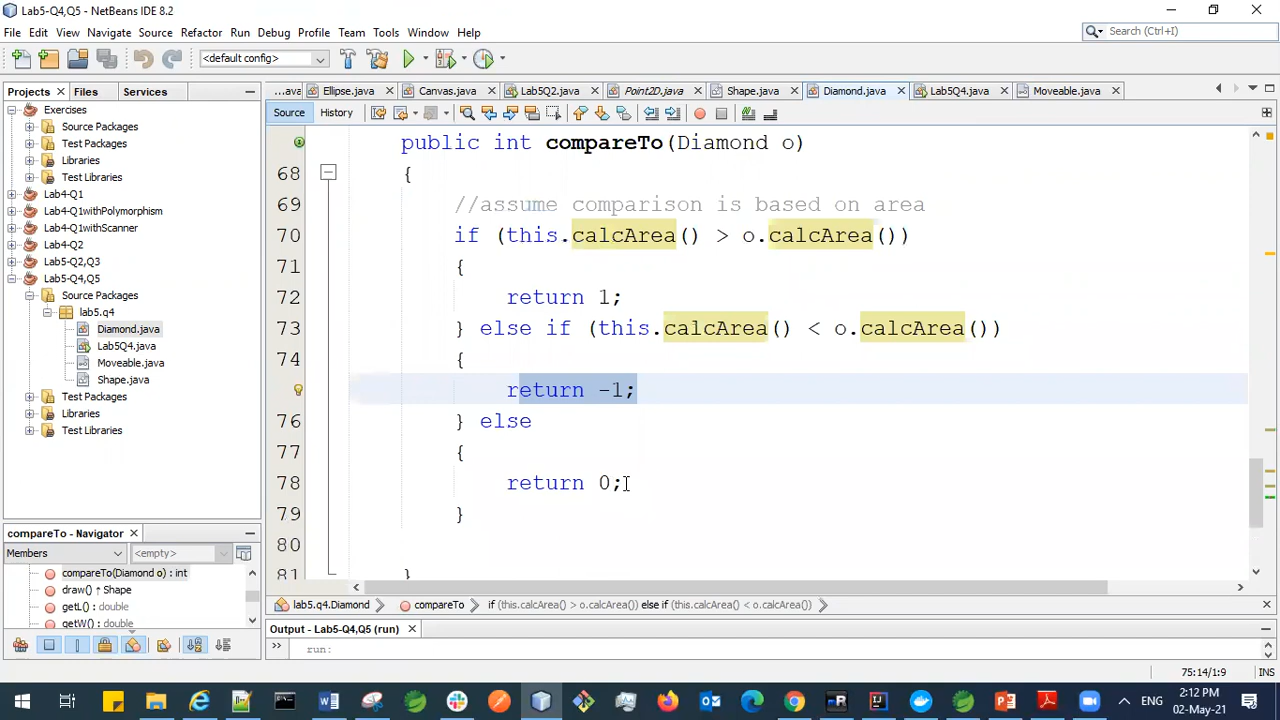 Lab5-Q4,Q5 - NetBeans IDE 8.2
File Edit View Navigate Source Refactor Run Debug Profile Team Tools Window Help
Search (Ctrl+I)
<default config>
Projects Files Services
...ava Ellipse.java Canvas.java Lab5Q2.java Point2D.java Shape.java Diamond.java Lab5Q4.java Moveable.java
Source History
Exercises
Source Packages
Test Packages
Libraries
Test Libraries
Lab4-Q1
Lab4-Q1withPolymorphism
Lab4-Q1withScanner
Lab4-Q2
Lab5-Q2,Q3
Lab5-Q4,Q5
Source Packages
lab5.q4
Diamond.java
Lab5Q4.java
Moveable.java
Shape.java
Test Packages
Libraries
Test Libraries
public int compareTo(Diamond o)
68 {
69 //assume comparison is based on area
70 if (this.calcArea() > o.calcArea())
71 {
72 return 1;
73 } else if (this.calcArea() < o.calcArea())
74 {
return -1;
76 } else
77 {
78 return 0;
79 }
80
81 }
compareTo - Navigator
Members <empty>
compareTo(Diamond o) : int
draw() ↑ Shape
getL() : double
getW() : double
lab5.q4.Diamond compareTo if (this.calcArea() > o.calcArea()) else if (this.calcArea() < o.calcArea())
Output - Lab5-Q4,Q5 (run)
run:
75:14/1:9 INS
ENG
2:12 PM
02-May-21